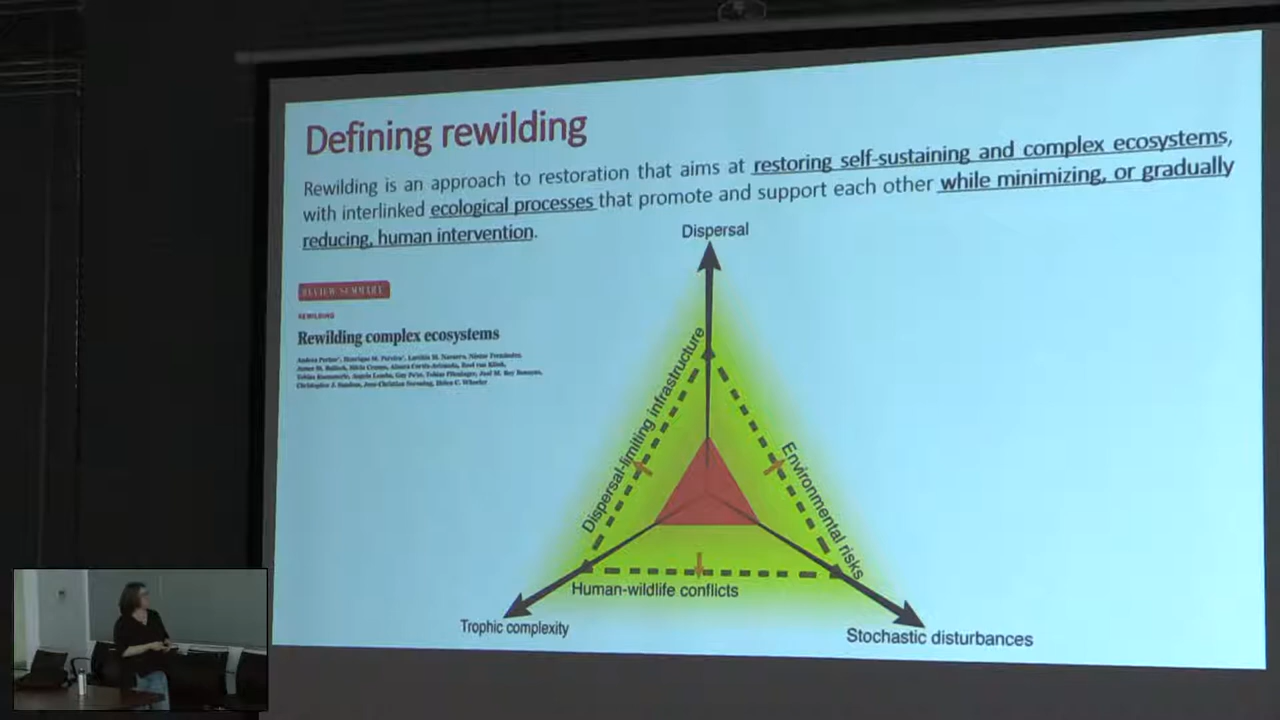 Defining rewilding
Rewilding is an approach to restoration that aims at restoring self-sustaining and complex ecosystems,
with interlinked ecological processes that promote and support each other while minimizing, or gradually
reducing, human intervention.
Dispersal
REVIEW SUMMARY
REWILDING
Rewilding complex ecosystems
Dispersal-limiting infrastructure
Environmental risks
Human-wildlife conflicts
Trophic complexity
Stochastic disturbances